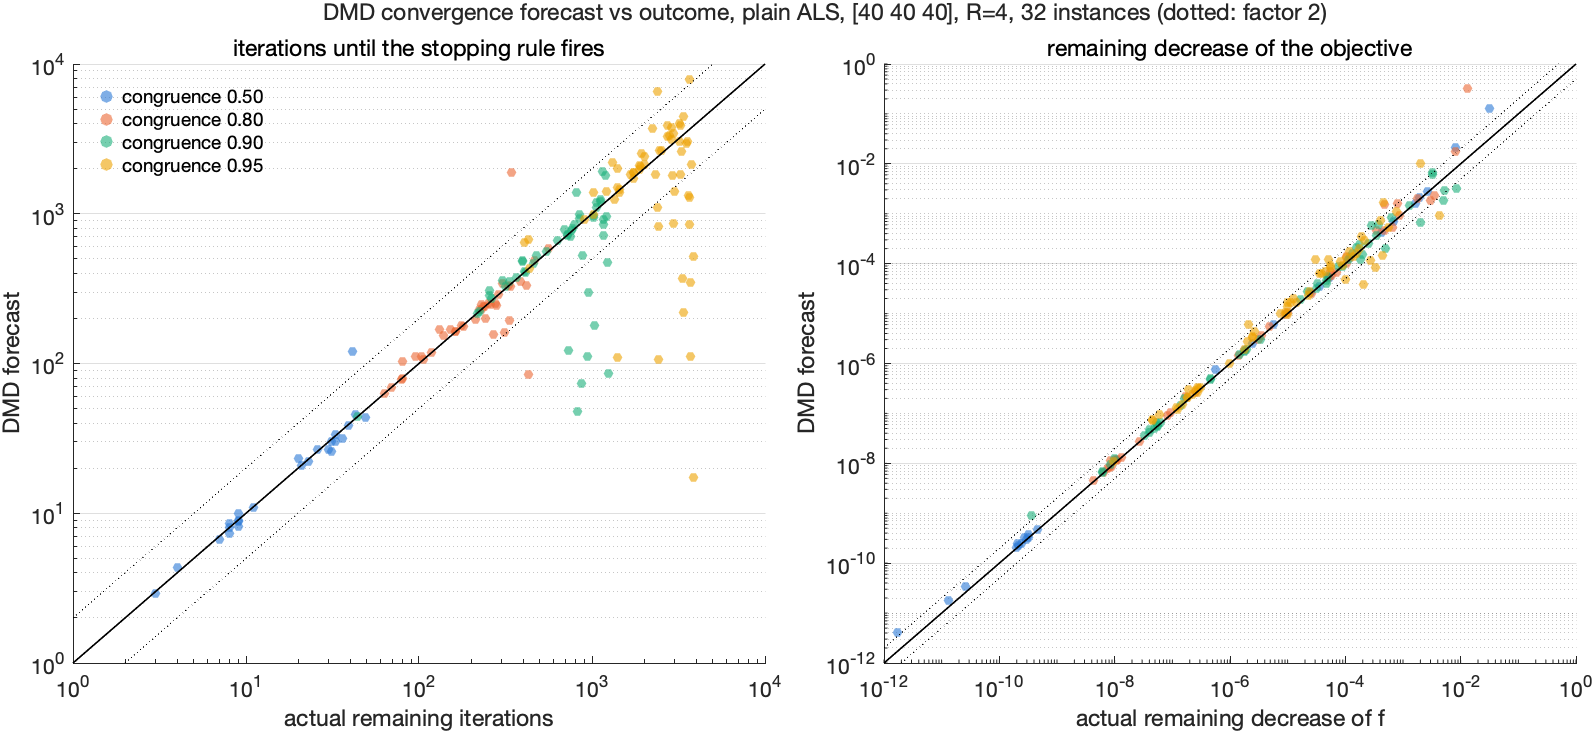 DMD convergence forecast vs outcome, plain ALS, [40 40 40], R=4, 32 instances (dotted: factor 2)
iterations until the stopping rule fires
10^4
10^3
10^2
10^1
10^0
DMD forecast
congruence 0.50
congruence 0.80
congruence 0.90
congruence 0.95
10^0
10^1
10^2
10^3
10^4
actual remaining iterations
remaining decrease of the objective
10^0
10^-2
10^-4
10^-6
10^-8
10^-10
10^-12
DMD forecast
10^-12
10^-10
10^-8
10^-6
10^-4
10^-2
10^0
actual remaining decrease of f